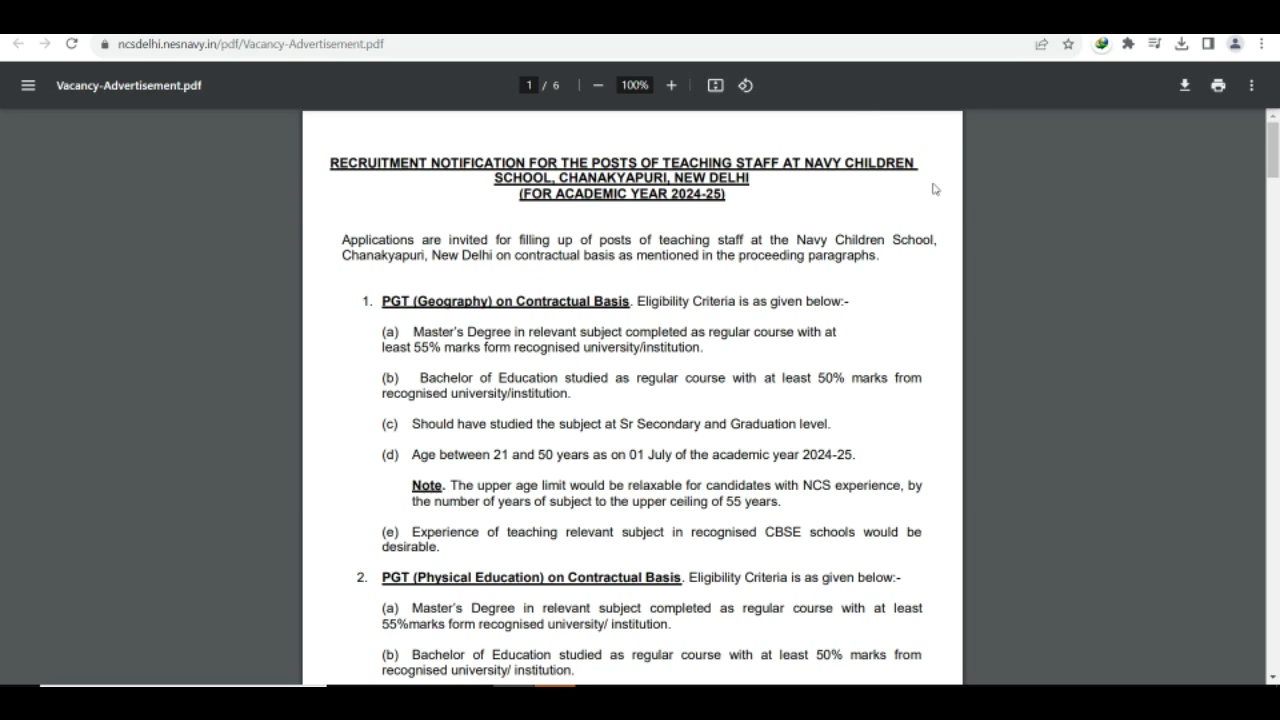 ncsdelhi.nesnavy.in/pdf/Vacancy-Advertisement.pdf
Vacancy-Advertisement.pdf
1 / 6
100%
RECRUITMENT NOTIFICATION FOR THE POSTS OF TEACHING STAFF AT NAVY CHILDREN
SCHOOL, CHANAKYAPURI, NEW DELHI
(FOR ACADEMIC YEAR 2024-25)
Applications are invited for filling up of posts of teaching staff at the Navy Children School,
Chanakyapuri, New Delhi on contractual basis as mentioned in the proceeding paragraphs.
1. PGT (Geography) on Contractual Basis. Eligibility Criteria is as given below:-
(a) Master's Degree in relevant subject completed as regular course with at
least 55% marks form recognised university/institution.
(b) Bachelor of Education studied as regular course with at least 50% marks from
recognised university/institution.
(c) Should have studied the subject at Sr Secondary and Graduation level.
(d) Age between 21 and 50 years as on 01 July of the academic year 2024-25.
Note. The upper age limit would be relaxable for candidates with NCS experience, by
the number of years of subject to the upper ceiling of 55 years.
(e) Experience of teaching relevant subject in recognised CBSE schools would be
desirable.
2. PGT (Physical Education) on Contractual Basis. Eligibility Criteria is as given below:-
(a) Master's Degree in relevant subject completed as regular course with at least
55%marks form recognised university/ institution.
(b) Bachelor of Education studied as regular course with at least 50% marks from
recognised university/ institution.